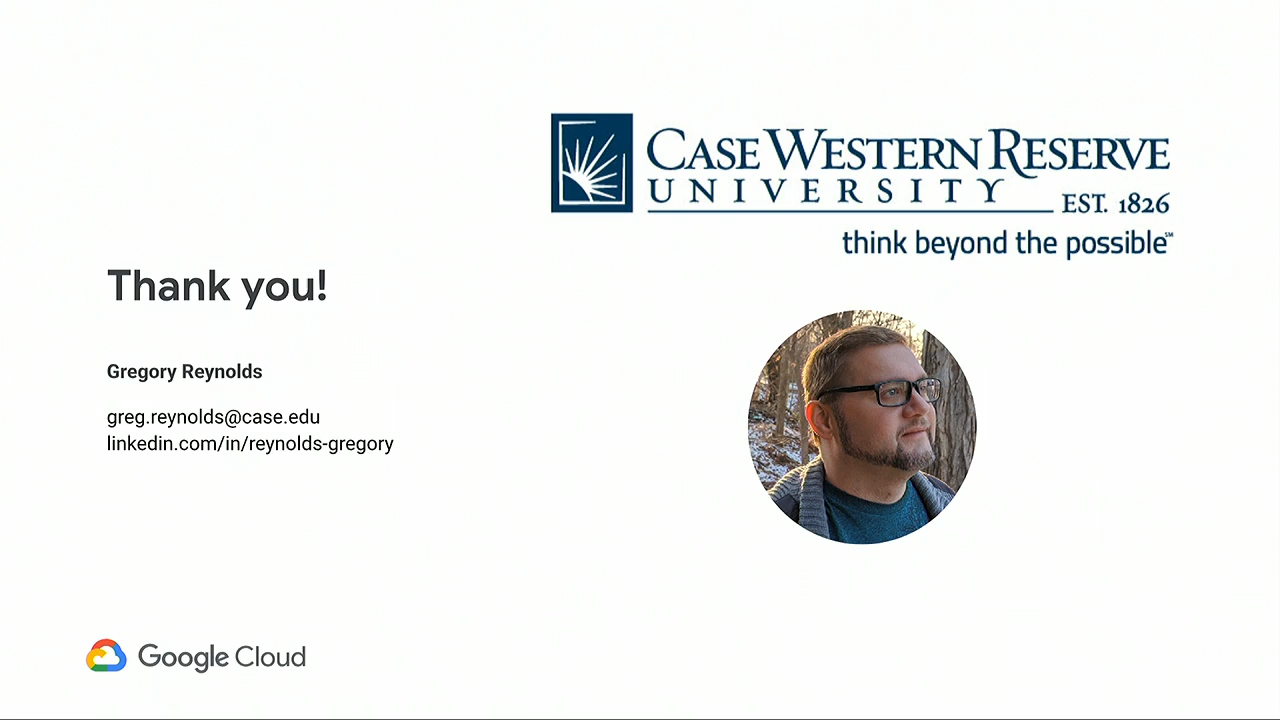 CASE WESTERN RESERVE
UNIVERSITY
EST. 1826
think beyond the possible℠
Thank you!
Gregory Reynolds
greg.reynolds@case.edu
linkedin.com/in/reynolds-gregory
Google Cloud